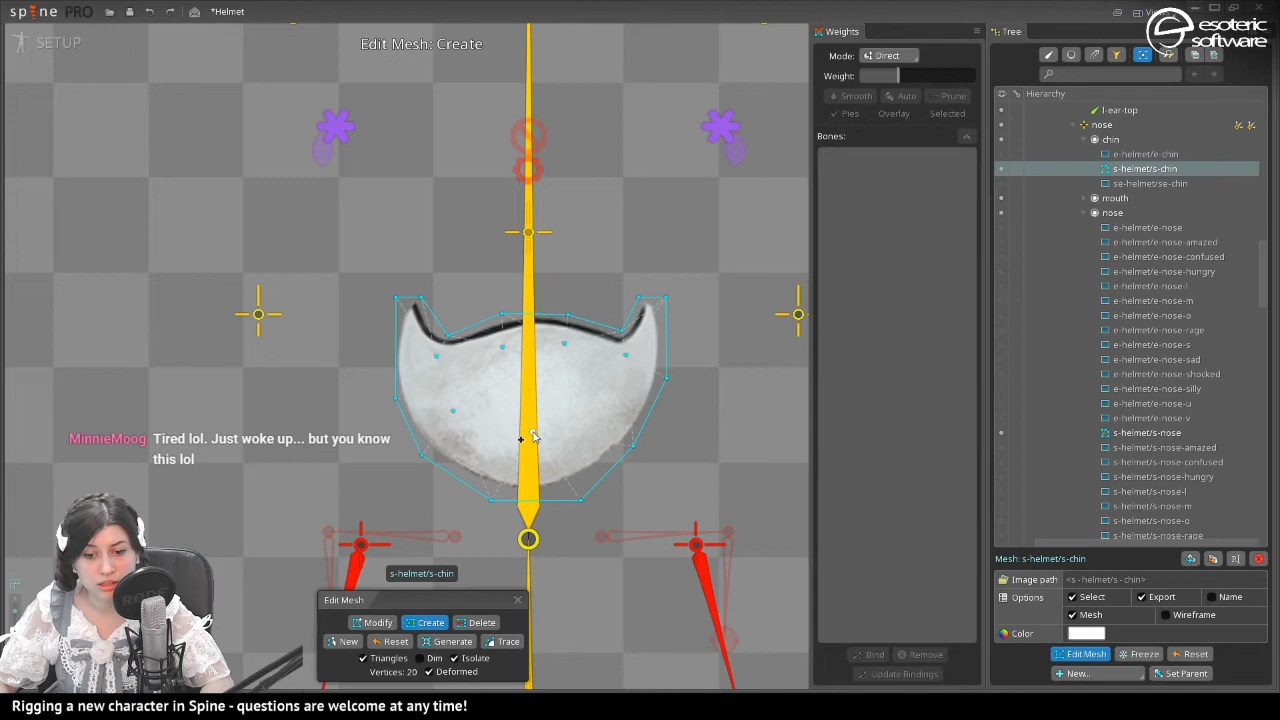 spine PRO
*Helmet
Views
SETUP
Edit Mesh: Create
esoteric
software
Weights
Mode: Direct
Weight:
Smooth Auto Prune
Pies Overlay Selected
Bones:
Bind Remove
Update Bindings
Tree
Hierarchy
l-ear-top
nose
chin
e-helmet/e-chin
s-helmet/s-chin
se-helmet/se-chin
mouth
nose
e-helmet/e-nose
e-helmet/e-nose-amazed
e-helmet/e-nose-confused
e-helmet/e-nose-hungry
e-helmet/e-nose-l
e-helmet/e-nose-m
e-helmet/e-nose-o
e-helmet/e-nose-rage
e-helmet/e-nose-s
e-helmet/e-nose-sad
e-helmet/e-nose-shocked
e-helmet/e-nose-silly
e-helmet/e-nose-u
e-helmet/e-nose-v
s-helmet/s-nose
s-helmet/s-nose-amazed
s-helmet/s-nose-confused
s-helmet/s-nose-hungry
s-helmet/s-nose-l
s-helmet/s-nose-m
s-helmet/s-nose-o
s-helmet/s-nose-rage
Mesh: s-helmet/s-chin
Image path <s-helmet/s-chin>
Options Select Export Name
Mesh Wireframe
Color
Edit Mesh Freeze Reset
New... Set Parent
MinnieMoog Tired lol. Just woke up... but you know
this lol
s-helmet/s-chin
Edit Mesh
Modify Create Delete
New Reset Generate Trace
Triangles Dim Isolate
Vertices: 20 Deformed
Rigging a new character in Spine - questions are welcome at any time!